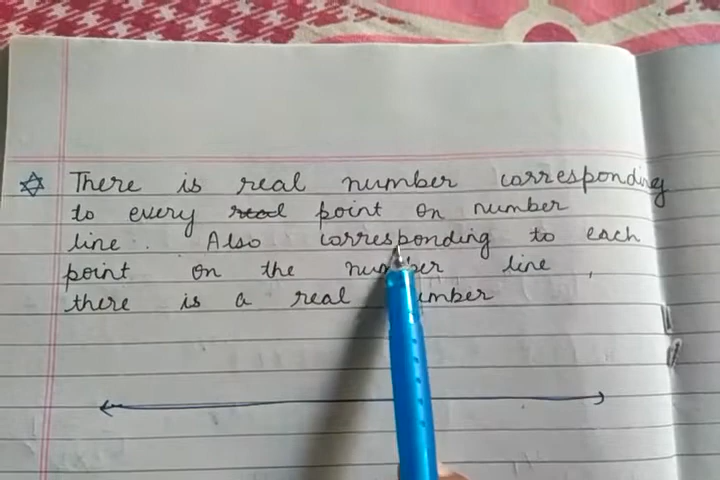 There is real number corresponding
to every real point on number
line. Also corresponding to each
point on the number line,
there is a real number